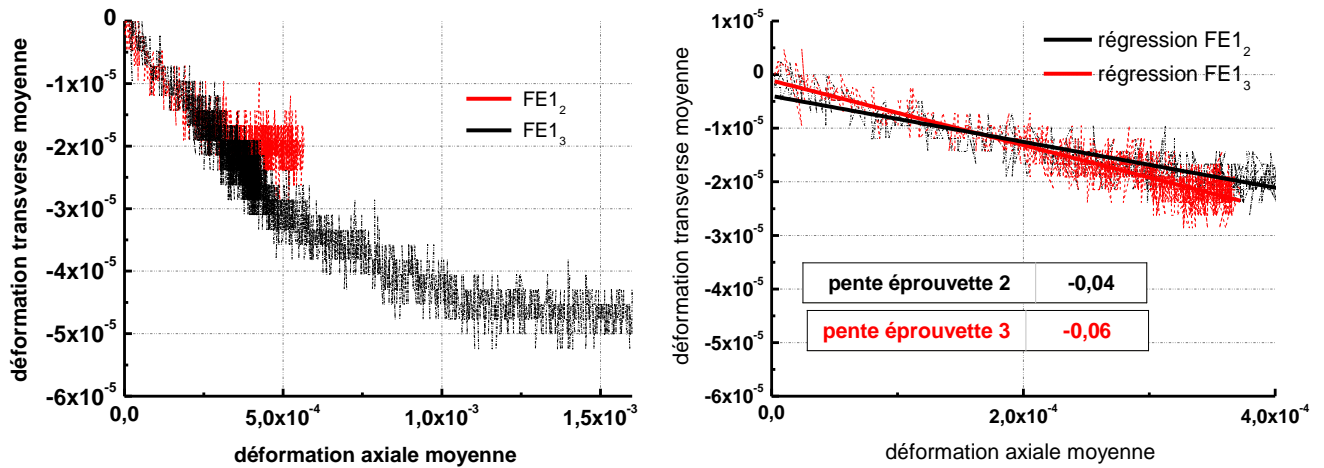 déformation transverse moyenne
0
-1x10⁻⁵
-2x10⁻⁵
-3x10⁻⁵
-4x10⁻⁵
-5x10⁻⁵
-6x10⁻⁵
0,0
5,0x10⁻⁴
1,0x10⁻³
1,5x10⁻³
déformation axiale moyenne
FE1₂
FE1₃
déformation transverse moyenne
1x10⁻⁵
0
-1x10⁻⁵
-2x10⁻⁵
-3x10⁻⁵
-4x10⁻⁵
-5x10⁻⁵
-6x10⁻⁵
régression FE1₂
régression FE1₃
pente éprouvette 2 -0,04
pente éprouvette 3 -0,06
0,0
2,0x10⁻⁴
4,0x10⁻⁴
déformation axiale moyenne